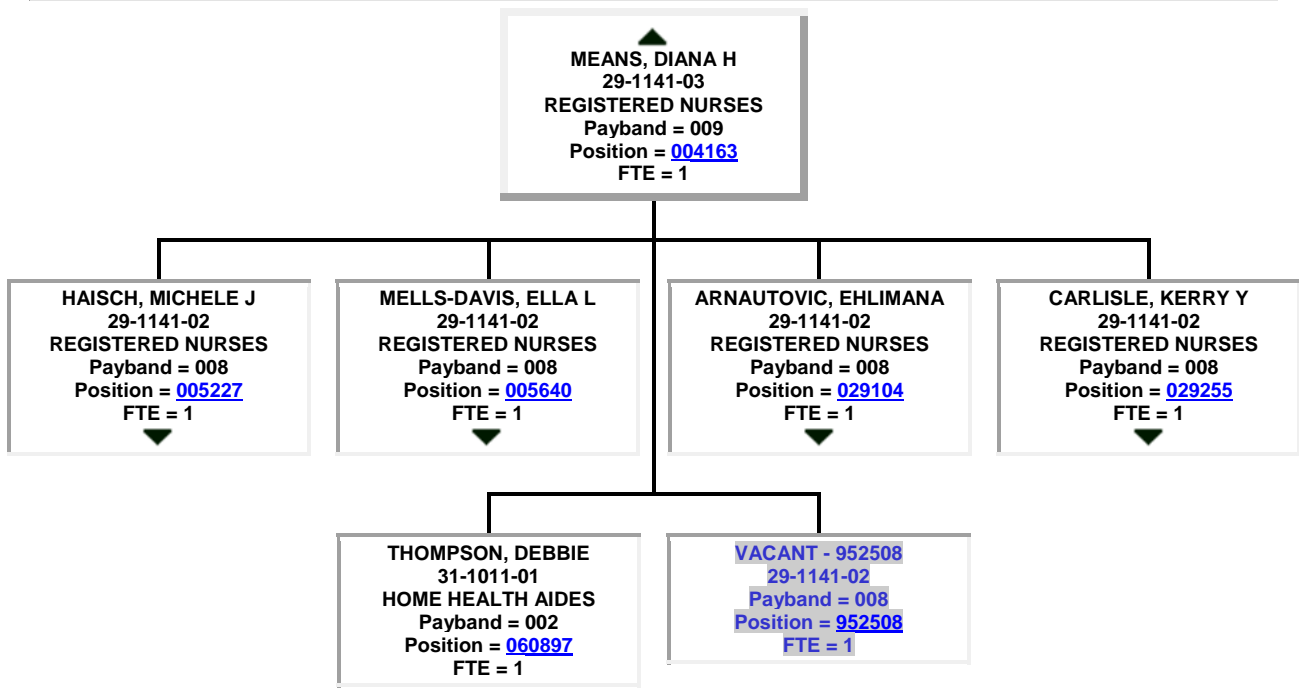 MEANS, DIANA H
29-1141-03
REGISTERED NURSES
Payband = 009
Position = 004163
FTE = 1
HAISCH, MICHELE J
29-1141-02
REGISTERED NURSES
Payband = 008
Position = 005227
FTE = 1
MELLS-DAVIS, ELLA L
29-1141-02
REGISTERED NURSES
Payband = 008
Position = 005640
FTE = 1
ARNAUTOVIC, EHLIMANA
29-1141-02
REGISTERED NURSES
Payband = 008
Position = 029104
FTE = 1
CARLISLE, KERRY Y
29-1141-02
REGISTERED NURSES
Payband = 008
Position = 029255
FTE = 1
THOMPSON, DEBBIE
31-1011-01
HOME HEALTH AIDES
Payband = 002
Position = 060897
FTE = 1
VACANT - 952508
29-1141-02
Payband = 008
Position = 952508
FTE = 1